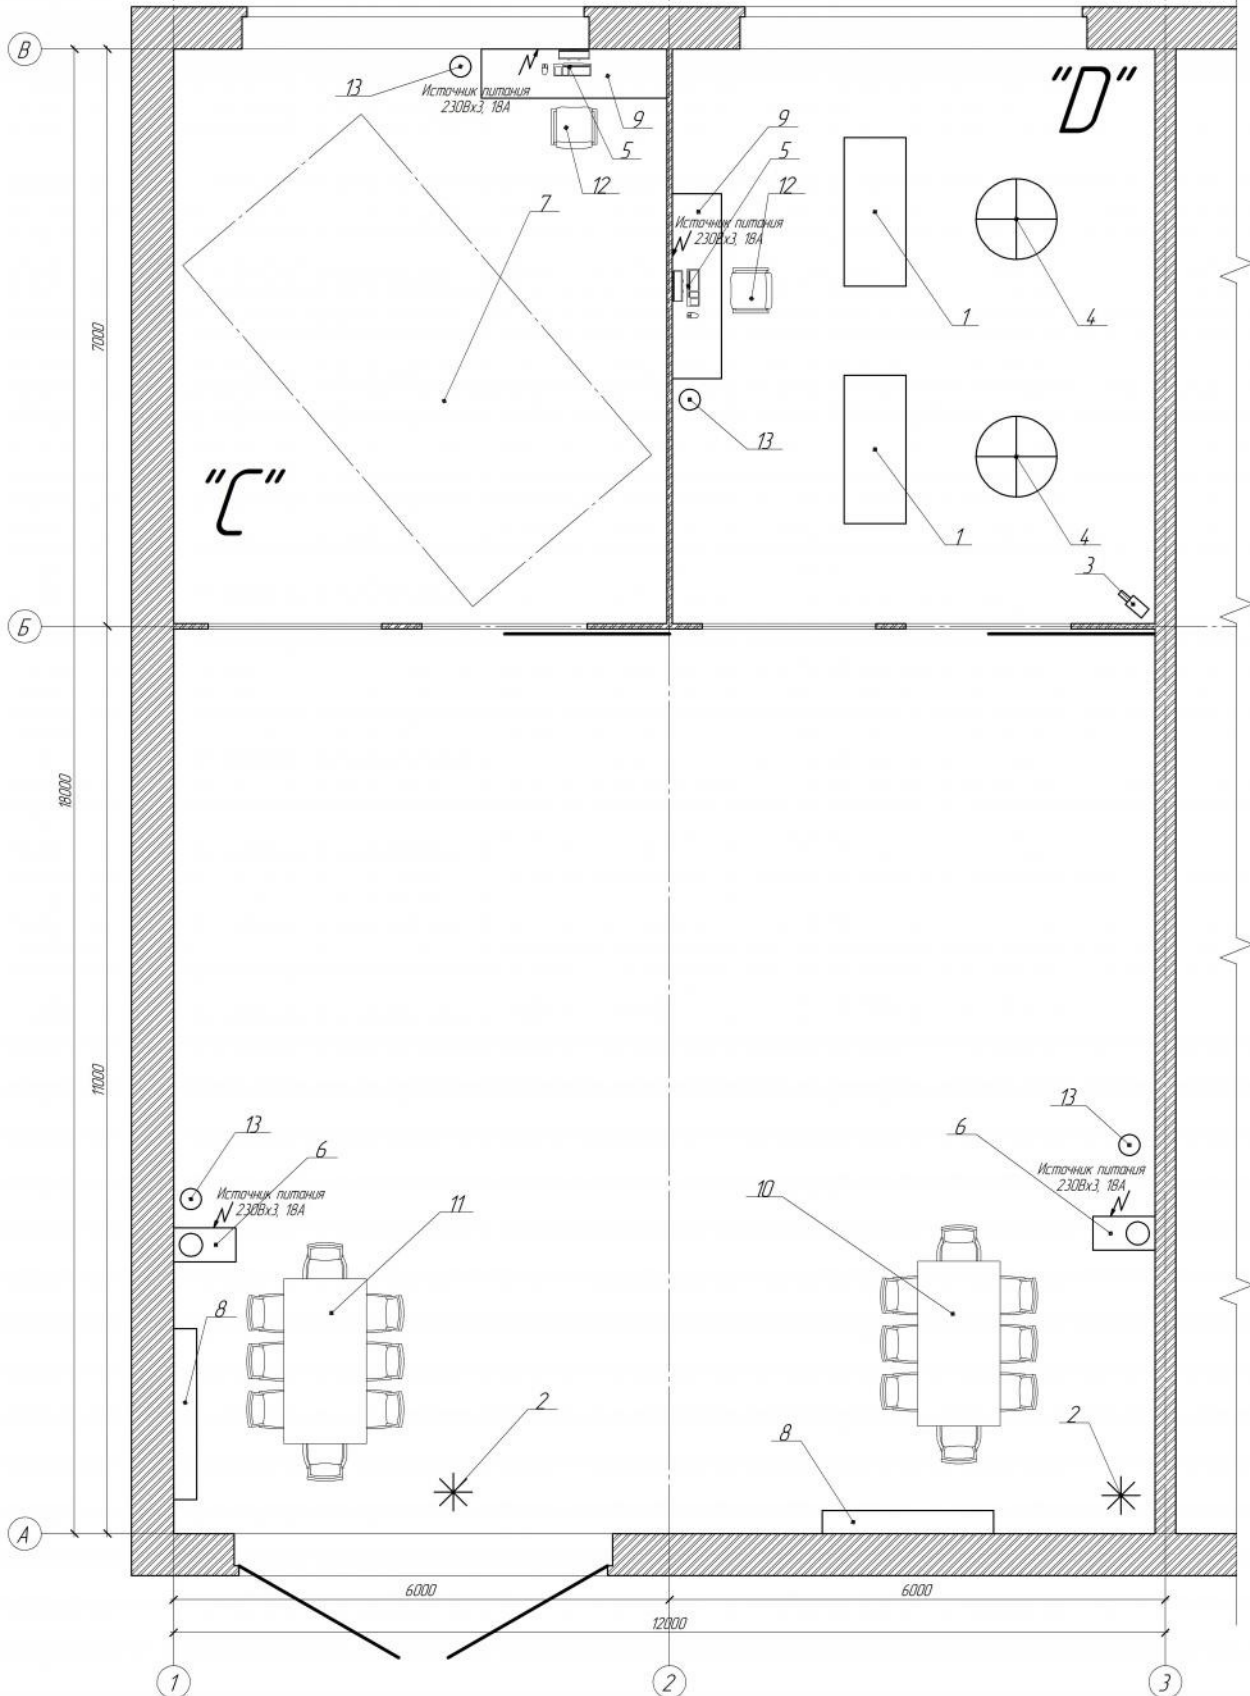 В
13
Источник питания
230Вх3, 18А
9
5
12
7
"C"
"D"
9
5
12
Источник питания
230Вх3, 18А
1
4
13
1
4
3
7000
Б
18000
11000
13
6
Источник питания
230Вх3, 18А
11
8
2
13
6
Источник питания
230Вх3, 18А
10
8
2
А
6000
6000
12000
1
2
3